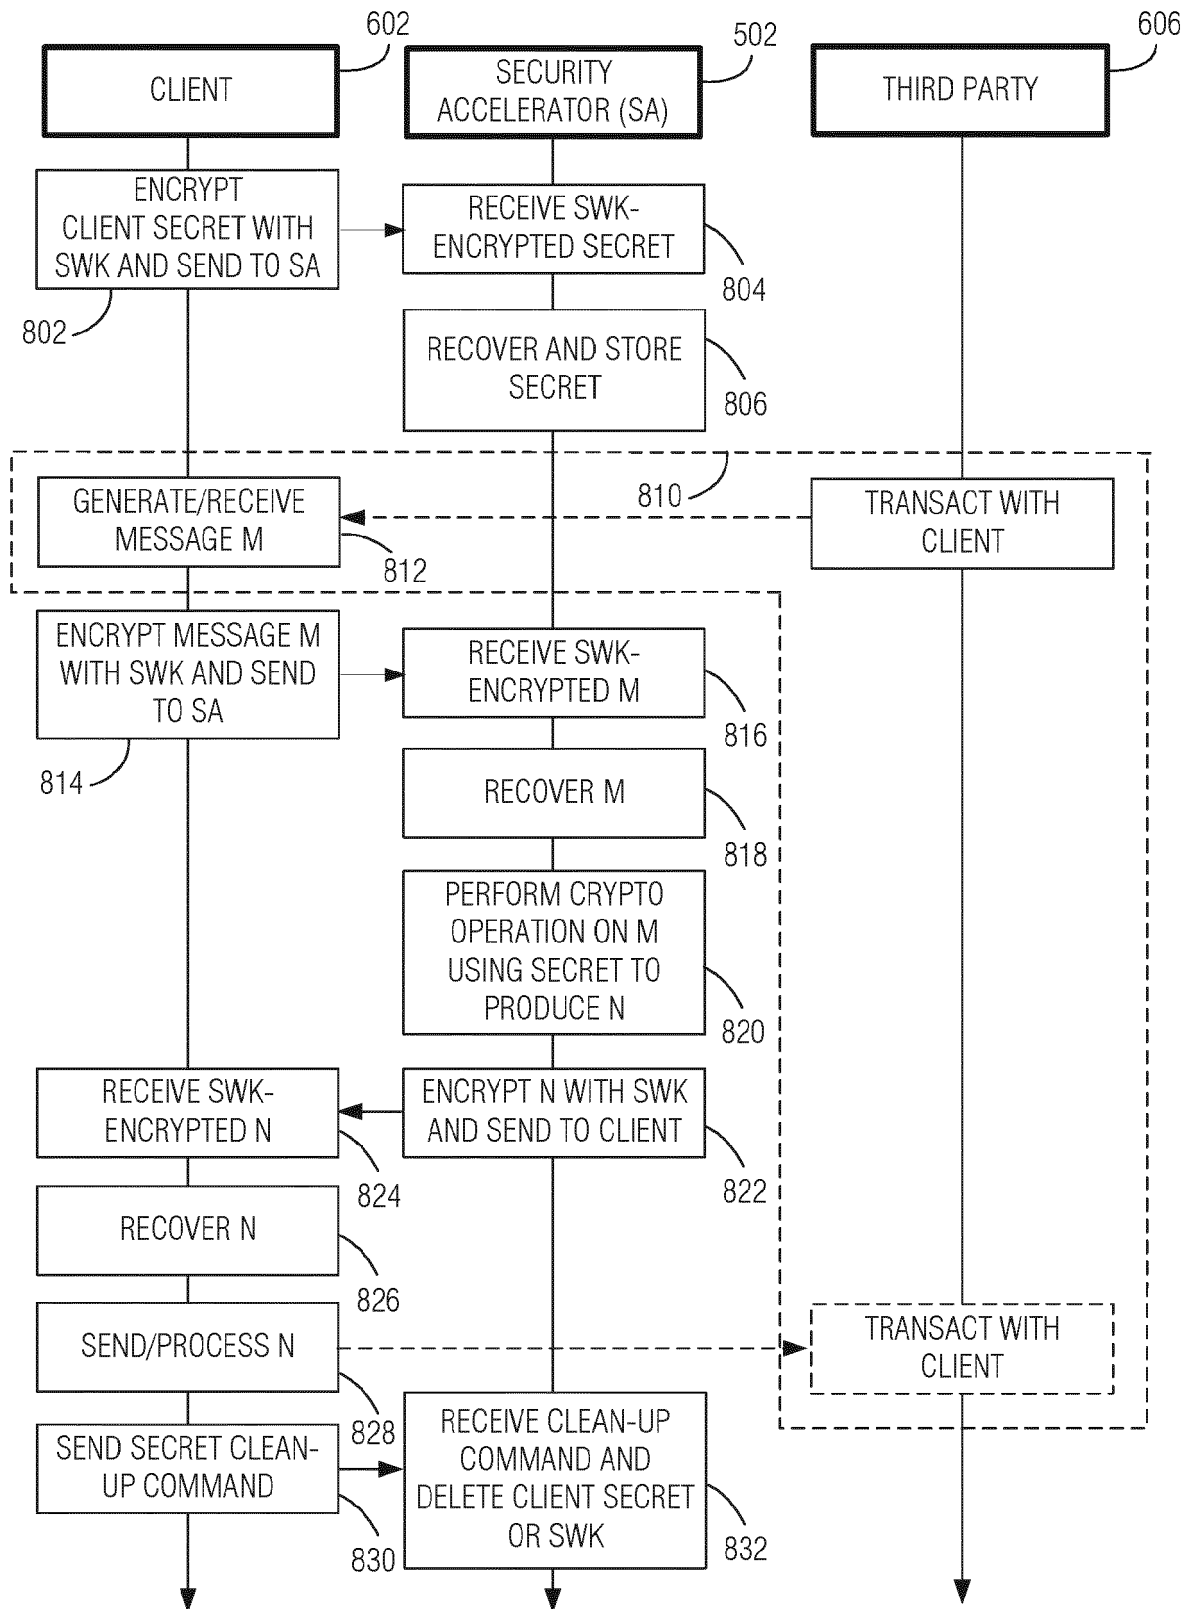 602
502
606
CLIENT
SECURITY
ACCELERATOR (SA)
THIRD PARTY
ENCRYPT
CLIENT SECRET WITH
SWK AND SEND TO SA
802
RECEIVE SWK-
ENCRYPTED SECRET
804
RECOVER AND STORE
SECRET
806
810
GENERATE/RECEIVE
MESSAGE M
812
TRANSACT WITH
CLIENT
ENCRYPT MESSAGE M
WITH SWK AND SEND
TO SA
814
RECEIVE SWK-
ENCRYPTED M
816
RECOVER M
818
PERFORM CRYPTO
OPERATION ON M
USING SECRET TO
PRODUCE N
820
ENCRYPT N WITH SWK
AND SEND TO CLIENT
822
RECEIVE SWK-
ENCRYPTED N
824
RECOVER N
826
SEND/PROCESS N
828
TRANSACT WITH
CLIENT
SEND SECRET CLEAN-
UP COMMAND
830
RECEIVE CLEAN-UP
COMMAND AND
DELETE CLIENT SECRET
OR SWK
832